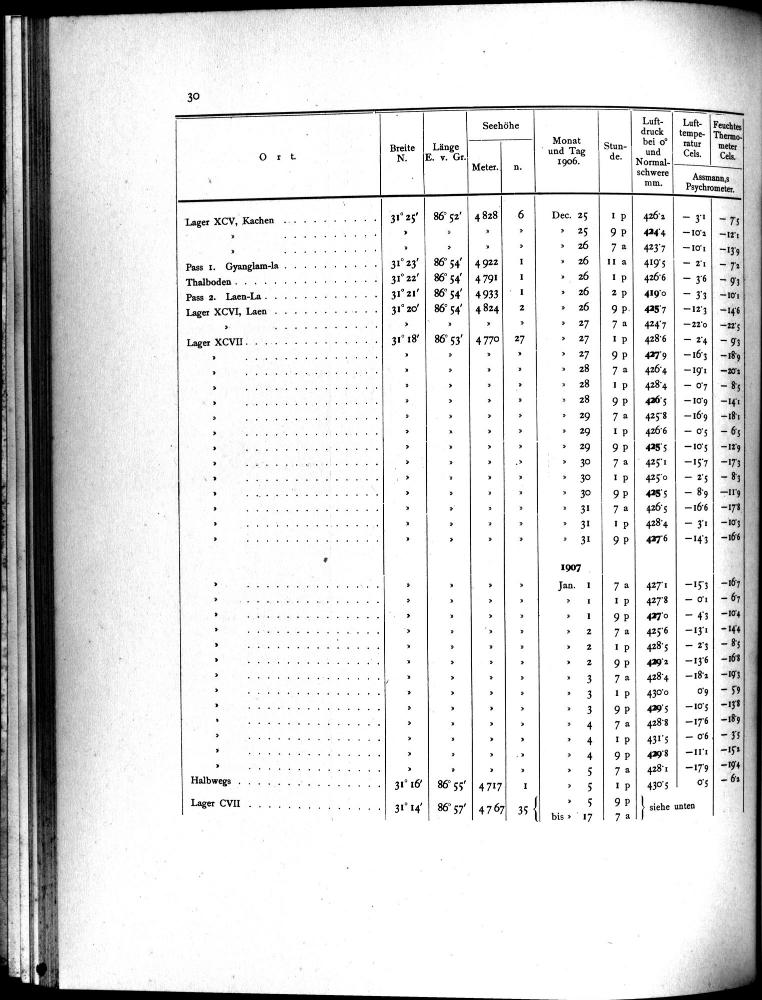 30
Ort. Breite N. Länge E. v. Gr. Seehöhe Meter. n. Monat und Tag 1906. Stunde. Luftdruck bei 0° und Normalschwere mm. Lufttemperatur Cels. Feuchtes Thermometer Cels. Assmann,s Psychrometer.
Lager XCV, Kachen . . . . . . . . . . 31° 25′ 86° 52′ 4 828 6 Dec. 25 1 p 426·2 − 3·1 − 7·5
» » » » » » 25 9 p 424·4 −10·2 −12·1
» » » » » » 26 7 a 423·7 −10·1 −13·9
Pass 1. Gyanglam-la . . . . . . . . . . 31° 23′ 86° 54′ 4 922 1 » 26 11 a 419·5 − 2·1 − 7·2
Thalboden . . . . . . . . . . 31° 22′ 86° 54′ 4 791 1 » 26 1 p 426·6 − 3·6 − 9·3
Pass 2. Laen-La . . . . . . . . . . 31° 21′ 86° 54′ 4 933 1 » 26 2 p 419·0 − 3·3 −10·1
Lager XCVI, Laen . . . . . . . . . . 31° 20′ 86° 54′ 4 824 2 » 26 9 p 425·7 −12·3 −14·6
» » » » » » 27 7 a 424·7 −22·0 −22·5
Lager XCVII . . . . . . . . . . 31° 18′ 86° 53′ 4 770 27 » 27 1 p 428·6 − 2·4 − 9·3
» » » » » » 27 9 p 427·9 −16·3 −18·9
» » » » » » 28 7 a 426·4 −19·1 −20·2
» » » » » » 28 1 p 428·4 − 0·7 − 8·5
» » » » » » 28 9 p 426·5 −10·9 −14·1
» » » » » » 29 7 a 425·8 −16·9 −18·1
» » » » » » 29 1 p 426·6 − 0·5 − 6·5
» » » » » » 29 9 p 425·5 −10·5 −12·9
» » » » » » 30 7 a 425·1 −15·7 −17·3
» » » » » » 30 1 p 425·0 − 2·5 − 8·3
» » » » » » 30 9 p 425·5 − 8·9 −11·9
» » » » » » 31 7 a 426·5 −16·6 −17·8
» » » » » » 31 1 p 428·4 − 3·1 −10·3
» » » » » » 31 9 p 427·6 −14·3 −16·6
1907
» » » » » Jan. 1 7 a 427·1 −15·3 −16·7
» » » » » » 1 1 p 427·8 − 0·1 − 6·7
» » » » » » 1 9 p 427·0 − 4·3 −10·4
» » » » » » 2 7 a 425·6 −13·1 −14·4
» » » » » » 2 1 p 428·5 − 2·3 − 8·5
» » » » » » 2 9 p 429·2 −13·6 −16·8
» » » » » » 3 7 a 428·4 −18·2 −19·3
» » » » » » 3 1 p 430·0 0·9 − 5·9
» » » » » » 3 9 p 429·5 −10·5 −13·8
» » » » » » 4 7 a 428·8 −17·6 −18·9
» » » » » » 4 1 p 431·5 − 0·6 − 3·5
» » » » » » 4 9 p 429·8 −11·1 −15·2
» » » » » » 5 7 a 428·1 −17·9 −19·4
Halbwegs . . . . . . . . . . 31° 16′ 86° 55′ 4 717 1 » 5 1 p 430·5 0·5 − 6·2
Lager CVII . . . . . . . . . . 31° 14′ 86° 57′ 4 767 35 { » 5 9 p } siehe unten
bis » 17 7 a